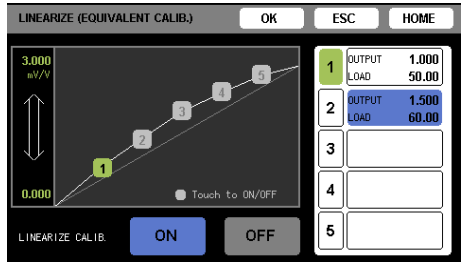 LINEARIZE (EQUIVALENT CALIB.) OK ESC HOME
3.000
mV/V
0.000
1
2
3
4
5
Touch to ON/OFF
LINEARIZE CALIB. ON OFF
1 OUTPUT 1.000
LOAD 50.00
2 OUTPUT 1.500
LOAD 60.00
3
4
5